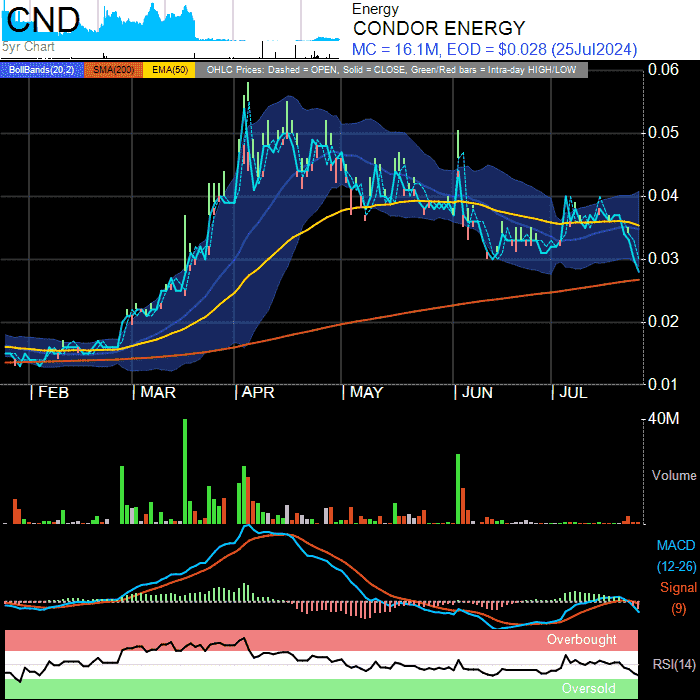 CND
5yr Chart
Energy
CONDOR ENERGY
MC = 16.1M, EOD = $0.028 (25Jul2024)
BollBands(20,2) SMA(200) EMA(50) OHLC Prices: Dashed = OPEN, Solid = CLOSE, Green/Red bars = Intra-day HIGH/LOW
0.06
0.05
0.04
0.03
0.02
0.01
FEB MAR APR MAY JUN JUL
40M
Volume
MACD
(12-26)
Signal
(9)
Overbought
RSI(14)
Oversold